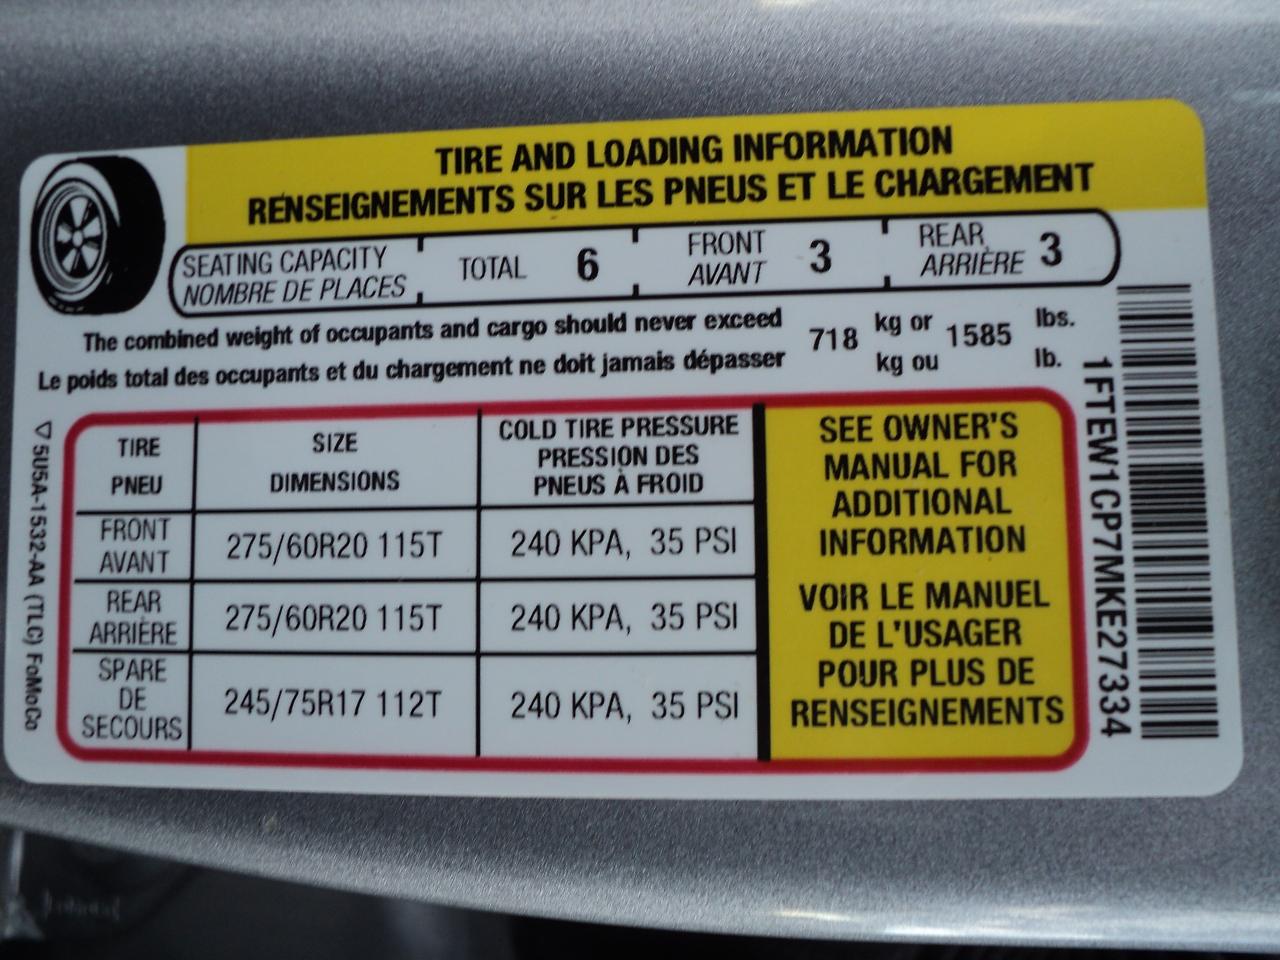 TIRE AND LOADING INFORMATION
RENSEIGNEMENTS SUR LES PNEUS ET LE CHARGEMENT
SEATING CAPACITY
NOMBRE DE PLACES
TOTAL 6
FRONT
AVANT
3
REAR
ARRIÈRE
3
The combined weight of occupants and cargo should never exceed
Le poids total des occupants et du chargement ne doit jamais dépasser
718
kg or
kg ou
1585
lbs.
lb.
TIRE
PNEU
SIZE
DIMENSIONS
COLD TIRE PRESSURE
PRESSION DES
PNEUS À FROID
FRONT
AVANT
275/60R20 115T
240 KPA, 35 PSI
REAR
ARRIÈRE
275/60R20 115T
240 KPA, 35 PSI
SPARE
DE
SECOURS
245/75R17 112T
240 KPA, 35 PSI
SEE OWNER'S
MANUAL FOR
ADDITIONAL
INFORMATION
VOIR LE MANUEL
DE L'USAGER
POUR PLUS DE
RENSEIGNEMENTS
1FTEW1CP7MKE27334
5U5A-1532-AA (TLC) FoMoCo